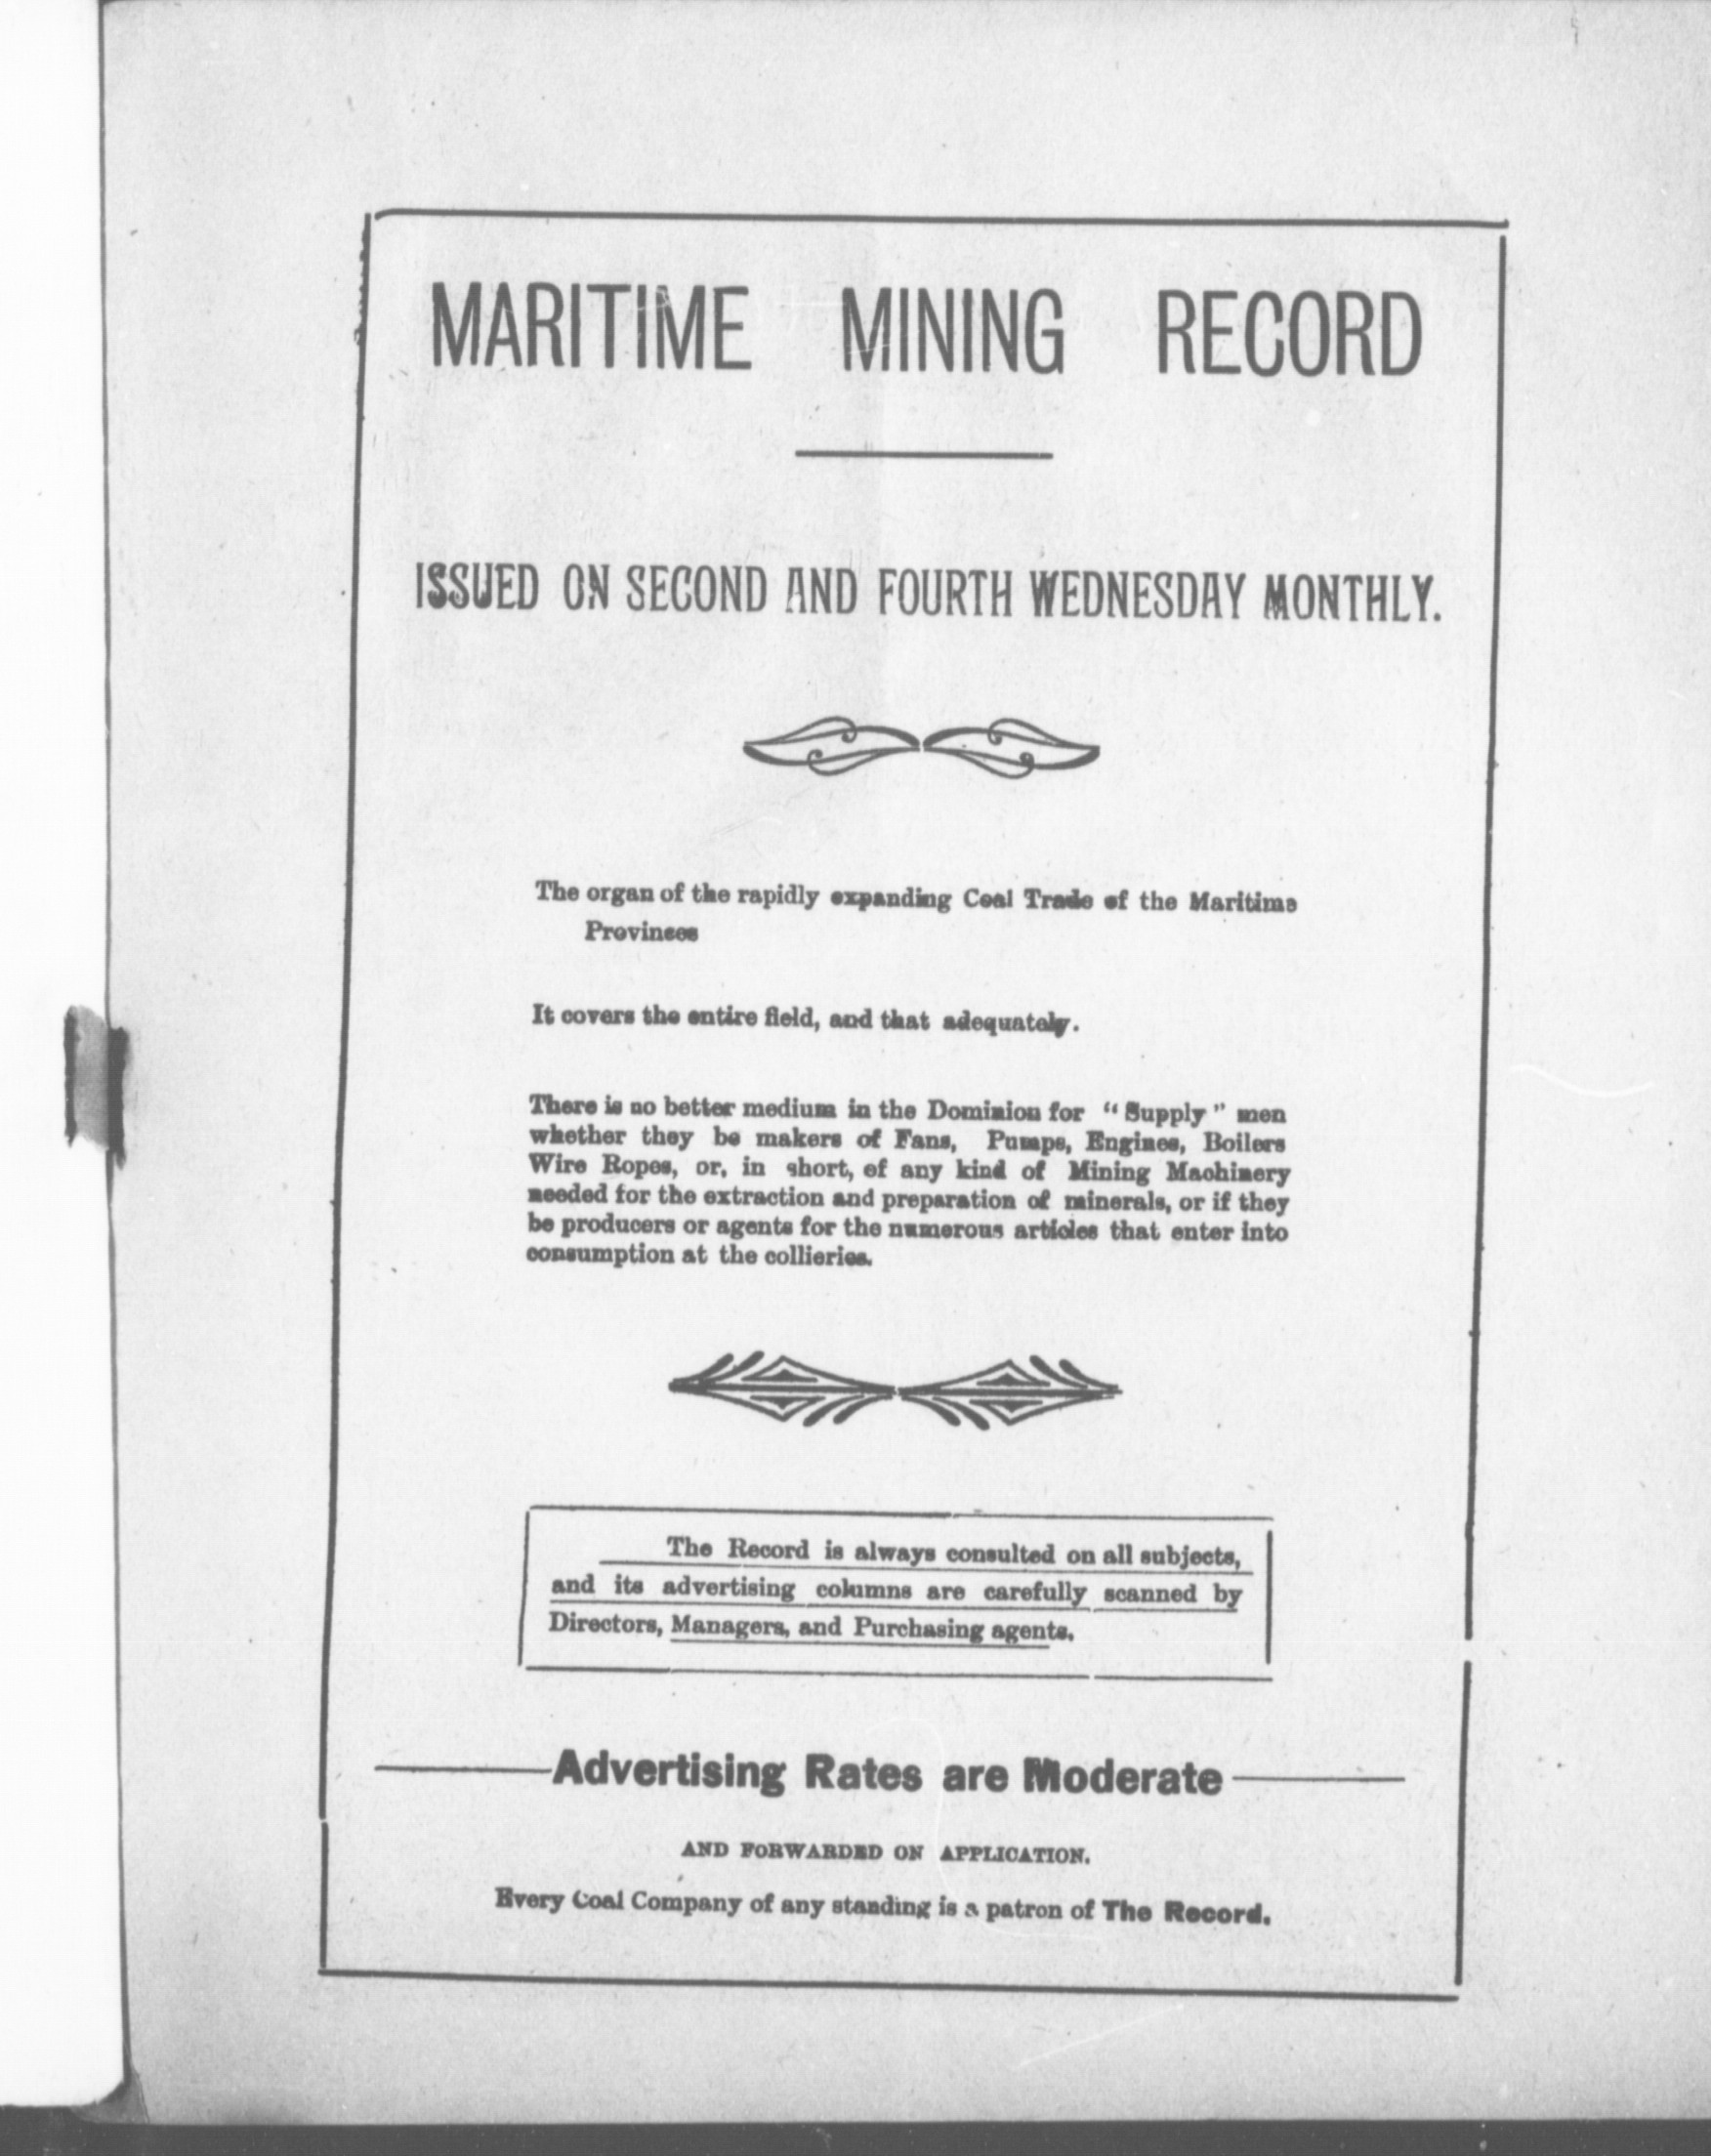 MARITIME MINING RECORD
ISSUED ON SECOND AND FOURTH WEDNESDAY MONTHLY.
The organ of the rapidly expanding Coal Trade of the Maritime
Provinces
It covers the entire field, and that adequately.
There is no better medium in the Dominion for "Supply" men
whether they be makers of Fans, Pumps, Engines, Boilers
Wire Ropes, or, in short, of any kind of Mining Machinery
needed for the extraction and preparation of minerals, or if they
be producers or agents for the numerous articles that enter into
consumption at the collieries.
The Record is always consulted on all subjects,
and its advertising columns are carefully scanned by
Directors, Managers, and Purchasing agents.
Advertising Rates are Moderate
AND FORWARDED ON APPLICATION.
Every Coal Company of any standing is a patron of The Record.